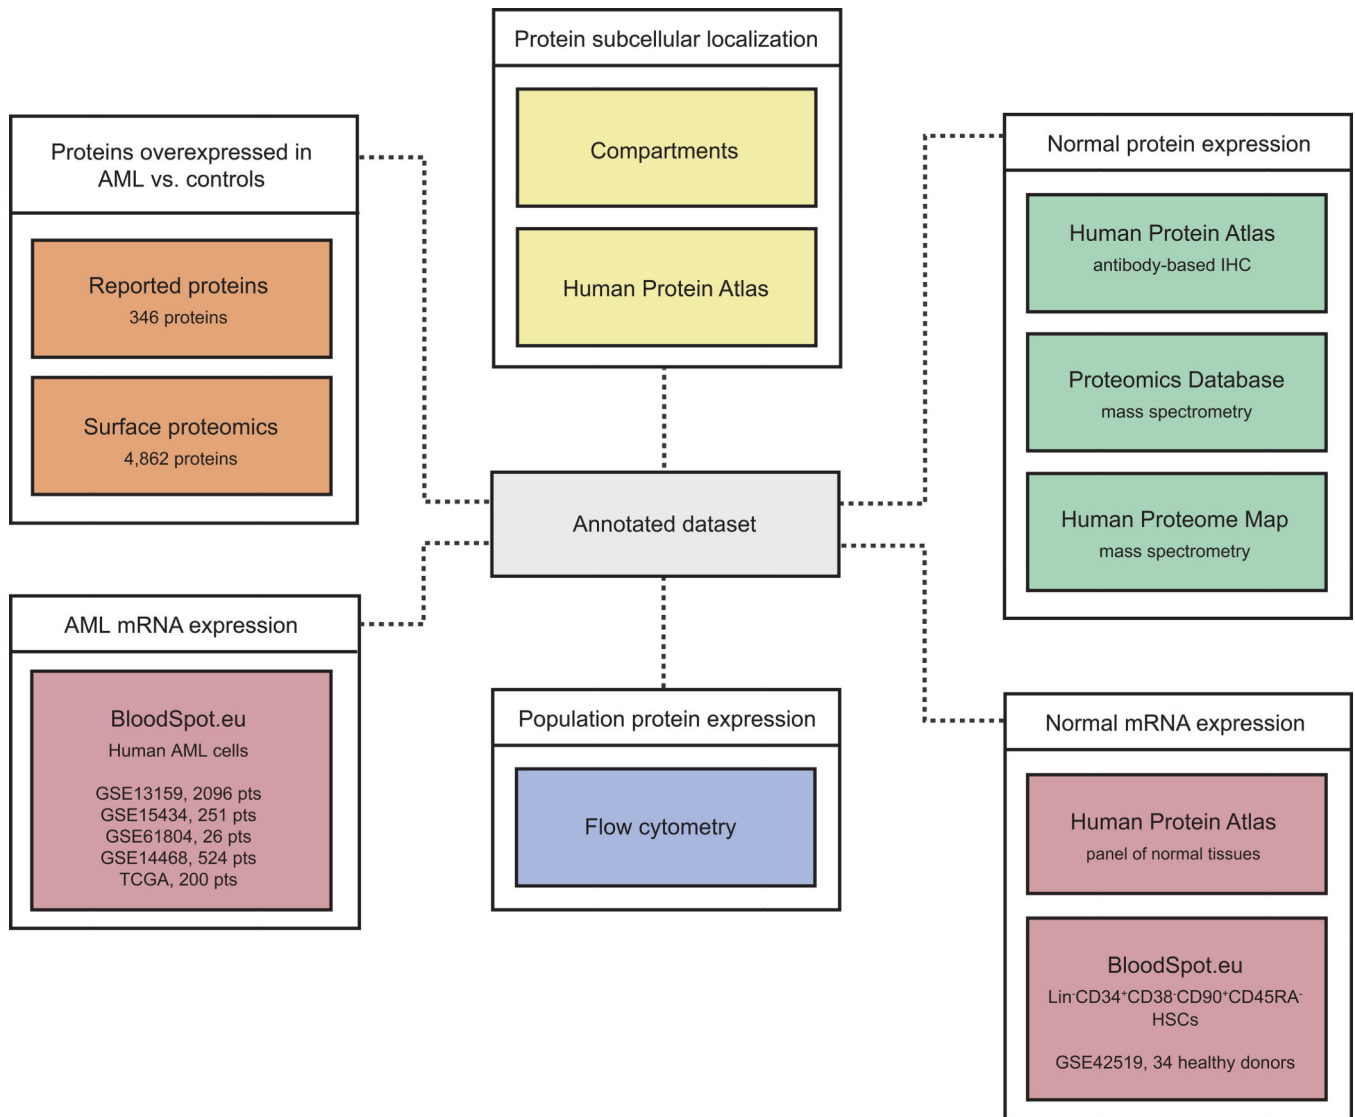 Protein subcellular localization
Compartments
Human Protein Atlas
Proteins overexpressed in
AML vs. controls
Reported proteins
346 proteins
Surface proteomics
4,862 proteins
Normal protein expression
Human Protein Atlas
antibody-based IHC
Proteomics Database
mass spectrometry
Human Proteome Map
mass spectrometry
Annotated dataset
AML mRNA expression
BloodSpot.eu
Human AML cells
GSE13159, 2096 pts
GSE15434, 251 pts
GSE61804, 26 pts
GSE14468, 524 pts
TCGA, 200 pts
Population protein expression
Flow cytometry
Normal mRNA expression
Human Protein Atlas
panel of normal tissues
BloodSpot.eu
Lin⁻CD34⁺CD38⁻CD90⁺CD45RA⁻
HSCs
GSE42519, 34 healthy donors